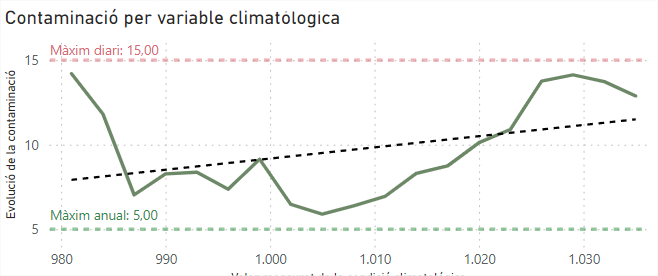 Contaminació per variable climatològica
Màxim diari: 15,00
15
10
5
Evolució de la contaminació
Màxim anual: 5,00
980 990 1.000 1.010 1.020 1.030